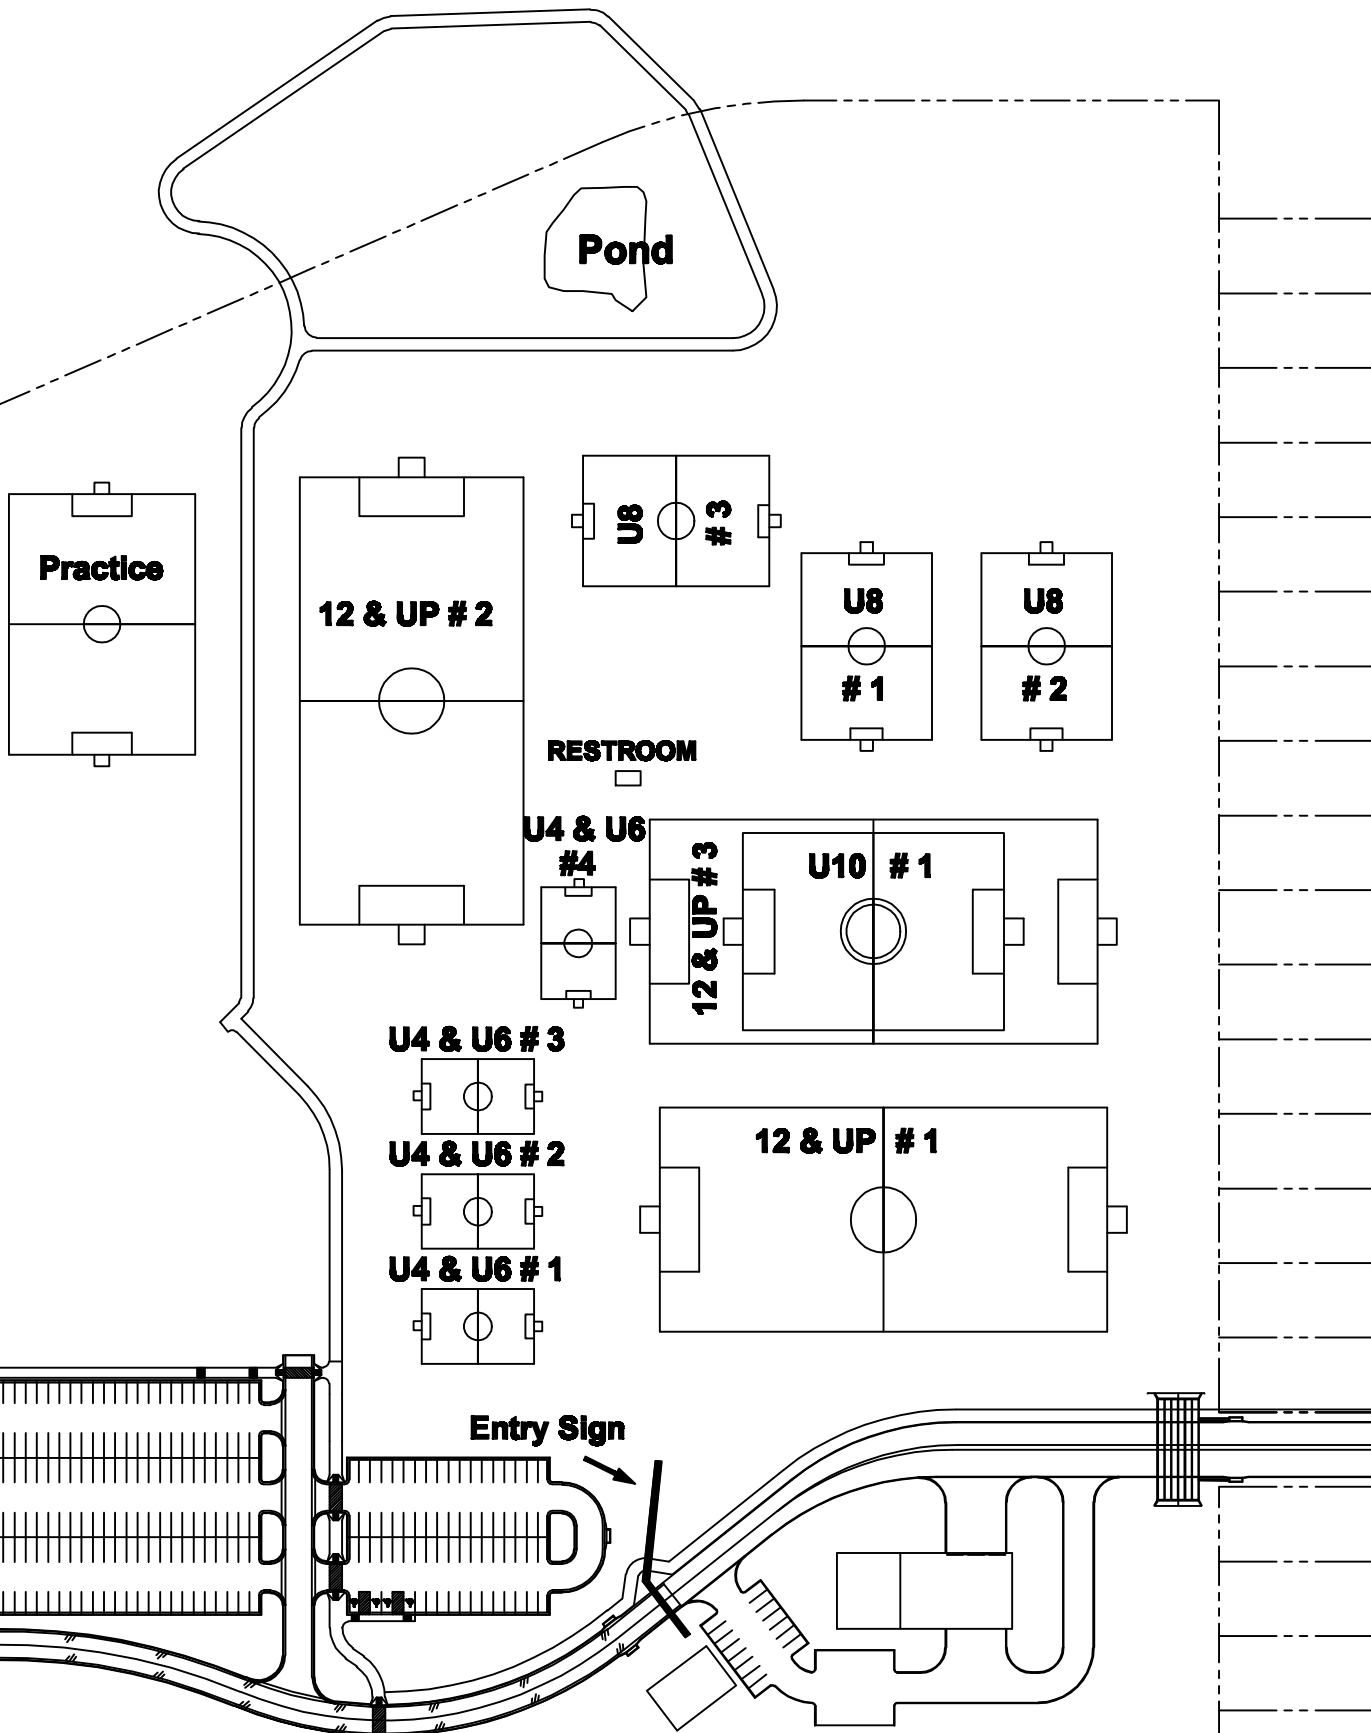 Pond
U8
# 3
Practice
12 & UP # 2
U8
# 1
U8
# 2
RESTROOM
U4 & U6
#4
12 & UP # 3
U10 # 1
U4 & U6 # 3
U4 & U6 # 2
12 & UP # 1
U4 & U6 # 1
Entry Sign